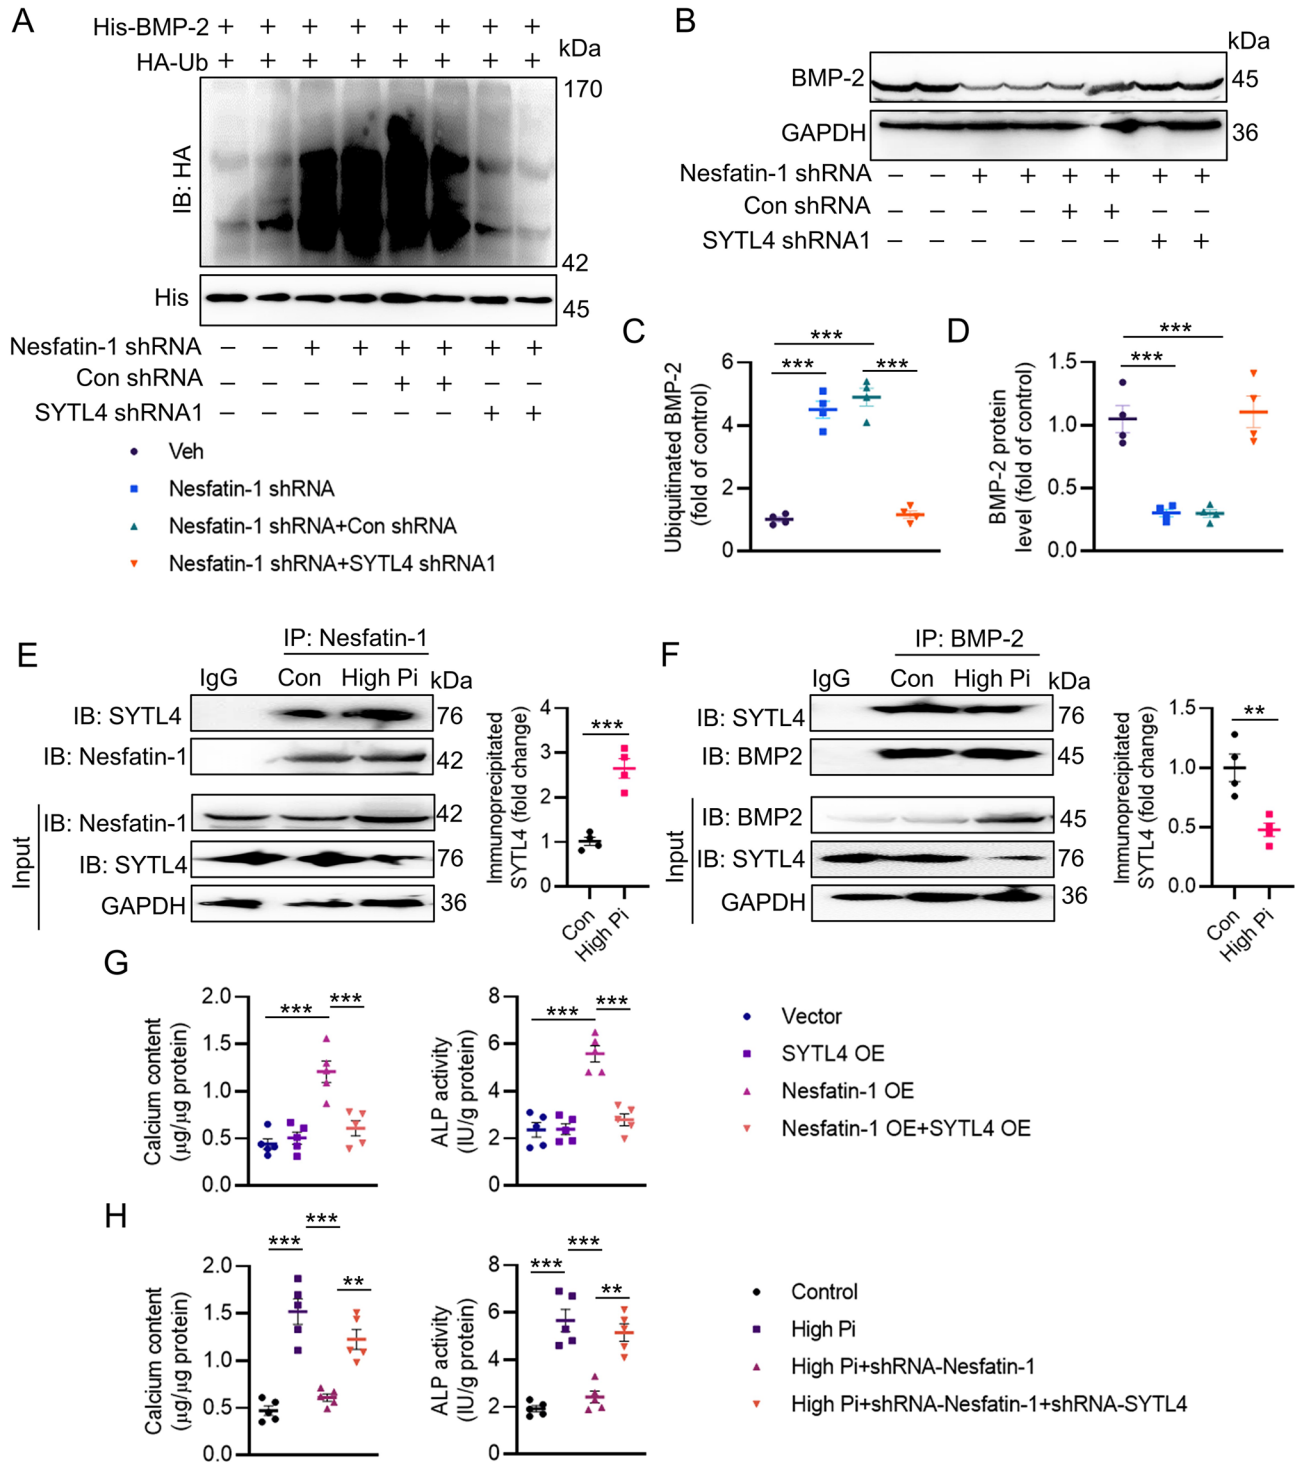 A
His-BMP-2 + + + + + + + +
HA-Ub + + + + + + + +
kDa
IB: HA
170
42
His
45
Nesfatin-1 shRNA − − + + + + + +
Con shRNA − − − − + + − −
SYTL4 shRNA1 − − − − − − + +
Veh
Nesfatin-1 shRNA
Nesfatin-1 shRNA+Con shRNA
Nesfatin-1 shRNA+SYTL4 shRNA1
B
kDa
BMP-2
45
GAPDH
36
Nesfatin-1 shRNA − − + + + + + +
Con shRNA − − − − + + − −
SYTL4 shRNA1 − − − − − − + +
C
Ubiquitinated BMP-2
(fold of control)
6
4
2
0
***
***
***
D
BMP-2 protein
level (fold of control)
1.5
1.0
0.5
0.0
***
***
E
IP: Nesfatin-1
IgG Con High Pi kDa
IB: SYTL4 76
IB: Nesfatin-1 42
Input
IB: Nesfatin-1 42
IB: SYTL4 76
GAPDH 36
Immunoprecipitated
SYTL4 (fold change)
4
3
2
1
0
***
Con
High Pi
F
IP: BMP-2
IgG Con High Pi kDa
IB: SYTL4 76
IB: BMP2 45
Input
IB: BMP2 45
IB: SYTL4 76
GAPDH 36
Immunoprecipitated
SYTL4 (fold change)
1.5
1.0
0.5
0.0
**
Con
High Pi
G
Calcium content
(μg/μg protein)
2.0
1.5
1.0
0.5
0.0
***
***
ALP activity
(IU/g protein)
8
6
4
2
0
***
***
Vector
SYTL4 OE
Nesfatin-1 OE
Nesfatin-1 OE+SYTL4 OE
H
Calcium content
(μg/μg protein)
2.0
1.5
1.0
0.5
0.0
***
***
**
ALP activity
(IU/g protein)
8
6
4
2
0
***
***
**
Control
High Pi
High Pi+shRNA-Nesfatin-1
High Pi+shRNA-Nesfatin-1+shRNA-SYTL4